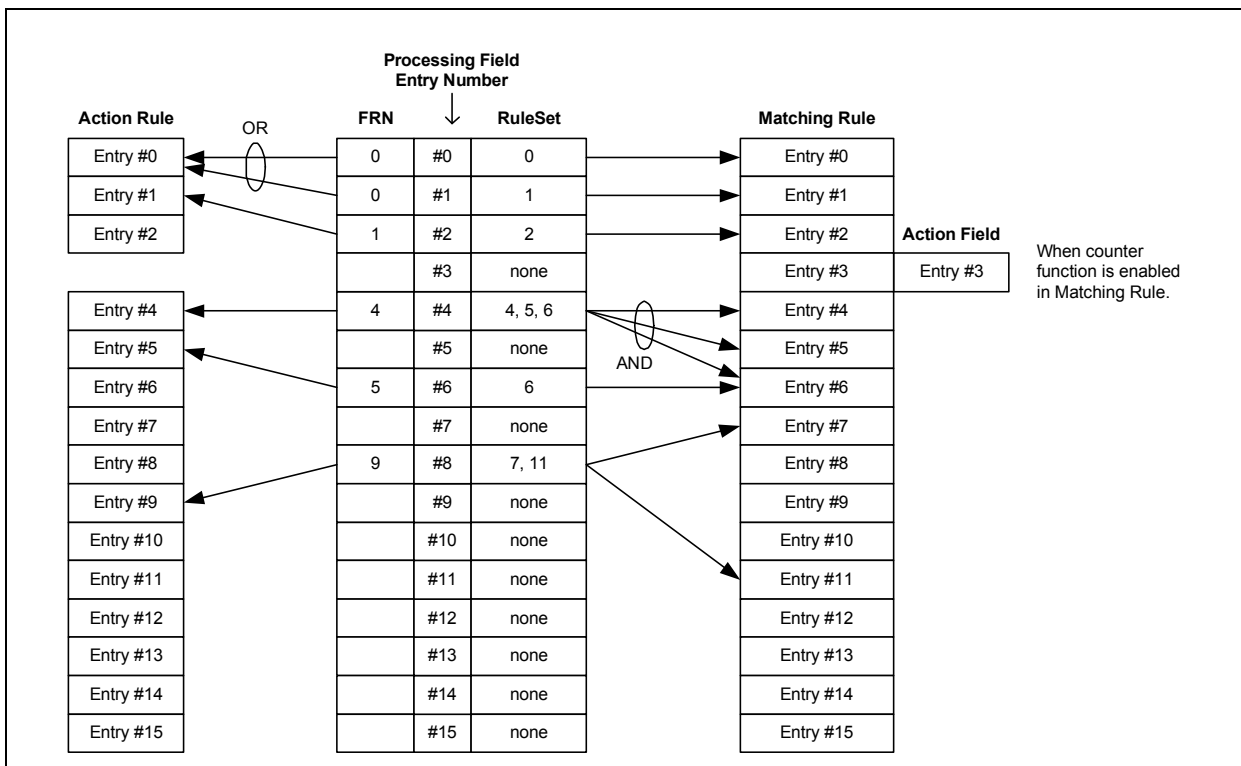 Processing Field
Entry Number
Action Rule
OR
FRN
RuleSet
Matching Rule
Entry #0
0
#0
0
Entry #0
Entry #1
0
#1
1
Entry #1
Entry #2
1
#2
2
Entry #2
Action Field
#3
none
Entry #3
Entry #3
When counter
function is enabled
in Matching Rule.
Entry #4
4
#4
4, 5, 6
Entry #4
Entry #5
#5
none
AND
Entry #5
Entry #6
5
#6
6
Entry #6
Entry #7
#7
none
Entry #7
Entry #8
9
#8
7, 11
Entry #8
Entry #9
#9
none
Entry #9
Entry #10
#10
none
Entry #10
Entry #11
#11
none
Entry #11
Entry #12
#12
none
Entry #12
Entry #13
#13
none
Entry #13
Entry #14
#14
none
Entry #14
Entry #15
#15
none
Entry #15